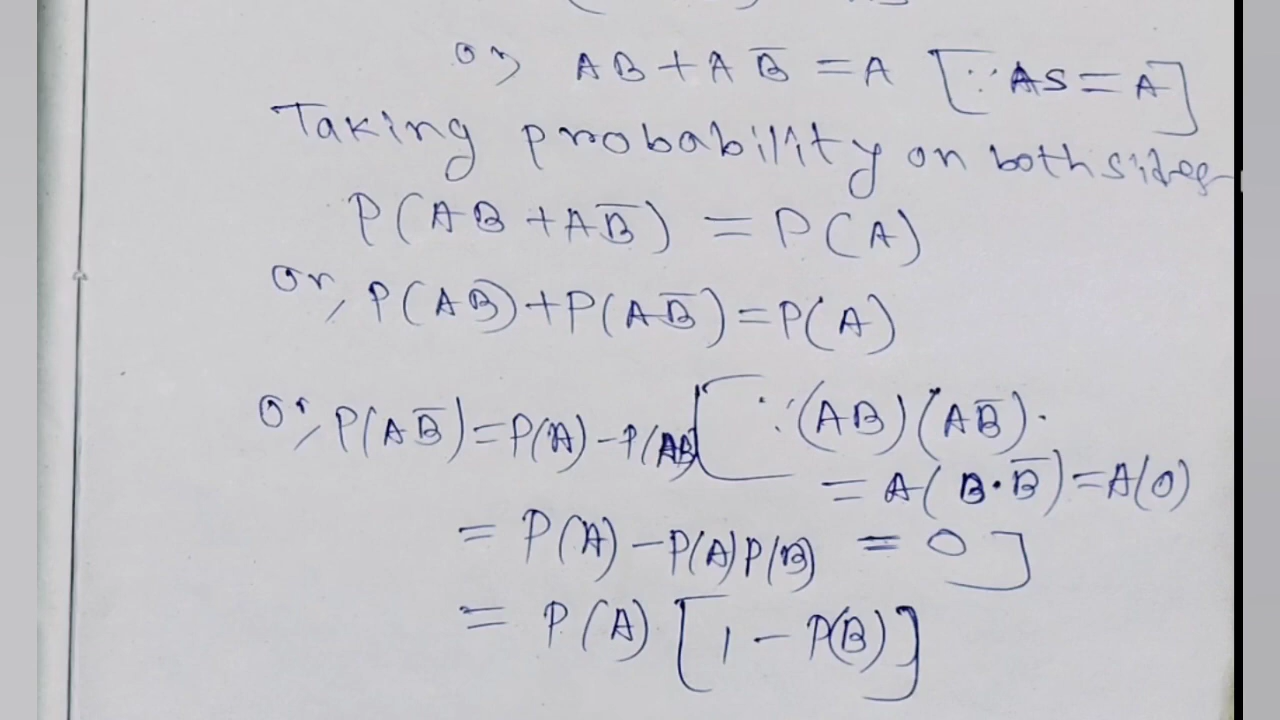 or, AB + AB̅ = A [∵ AS = A]
Taking probability on both sides
P(AB + AB̅) = P(A)
or, P(AB) + P(AB̅) = P(A)
or, P(AB̅) = P(A) - P(AB) [∵ (AB)(AB̅).
= A(B·B̅) = A(0)
= P(A) - P(A)P(B) = 0]
= P(A) [1 - P(B)]